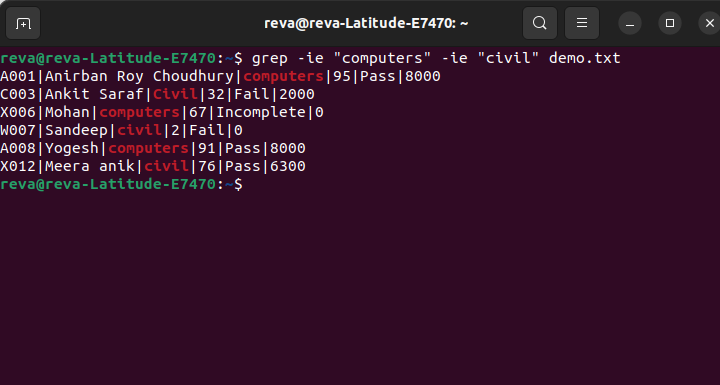 reva@reva-Latitude-E7470: ~
reva@reva-Latitude-E7470:~$ grep -ie "computers" -ie "civil" demo.txt
A001|Anirban Roy Choudhury|computers|95|Pass|8000
C003|Ankit Saraf|Civil|32|Fail|2000
X006|Mohan|computers|67|Incomplete|0
W007|Sandeep|civil|2|Fail|0
A008|Yogesh|computers|91|Pass|8000
X012|Meera anik|civil|76|Pass|6300
reva@reva-Latitude-E7470:~$